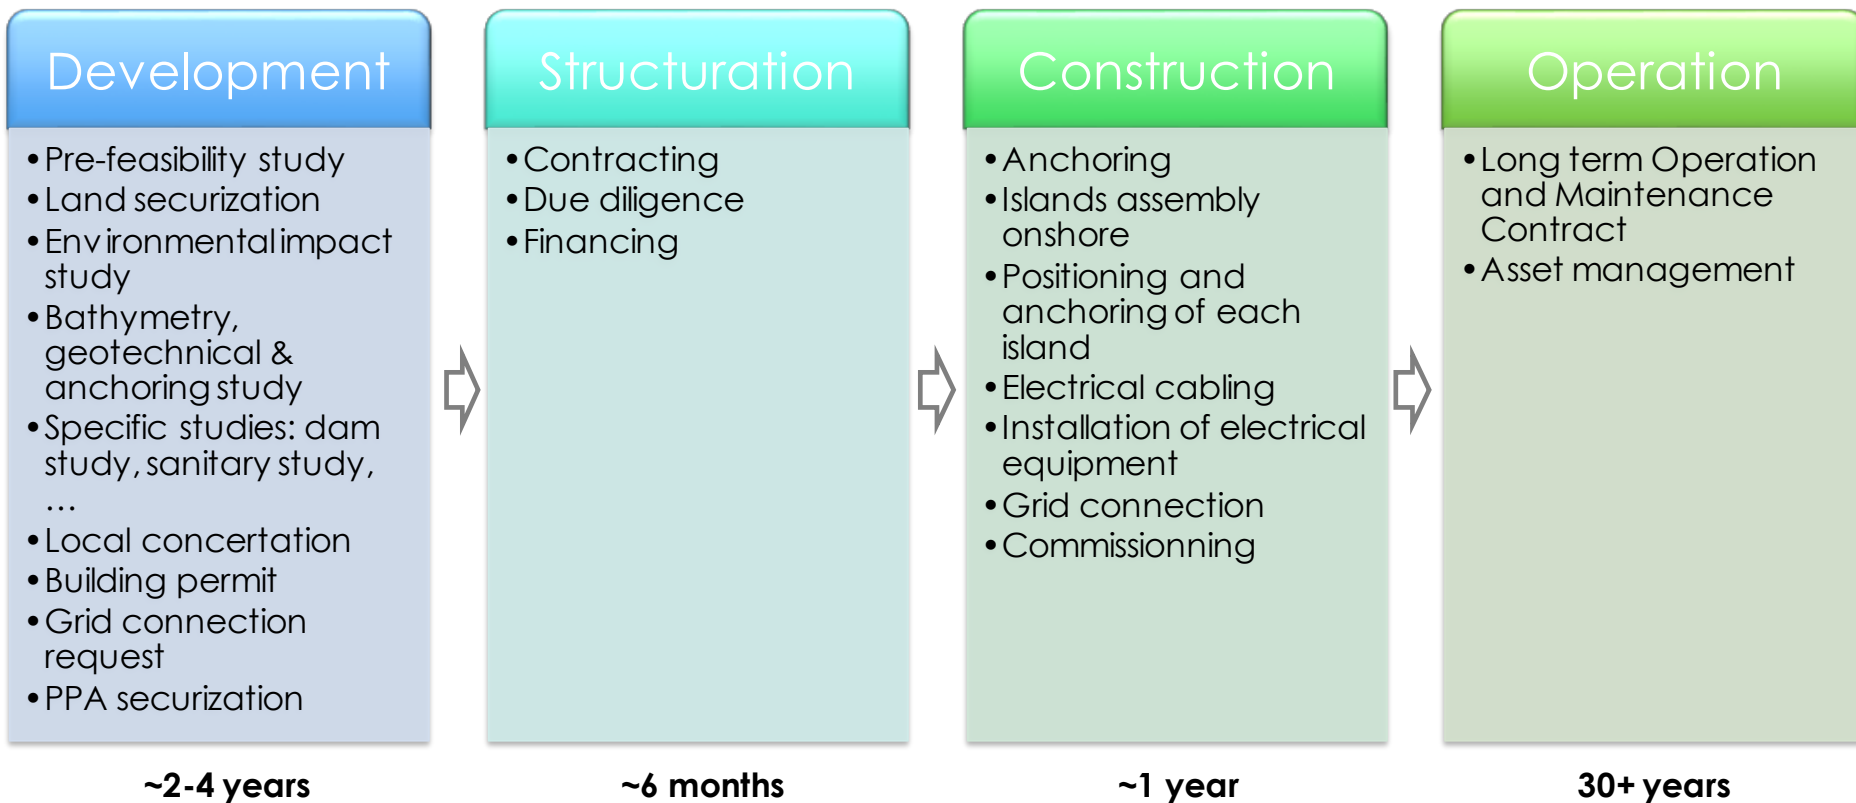 Development
• Pre-feasibility study
• Land securization
• Environmental impact
study
• Bathymetry,
geotechnical &
anchoring study
• Specific studies: dam
study, sanitary study,
…
• Local concertation
• Building permit
• Grid connection
request
• PPA securization
~2-4 years
Structuration
• Contracting
• Due diligence
• Financing
~6 months
Construction
• Anchoring
• Islands assembly
onshore
• Positioning and
anchoring of each
island
• Electrical cabling
• Installation of electrical
equipment
• Grid connection
• Commissionning
~1 year
Operation
• Long term Operation
and Maintenance
Contract
• Asset management
30+ years